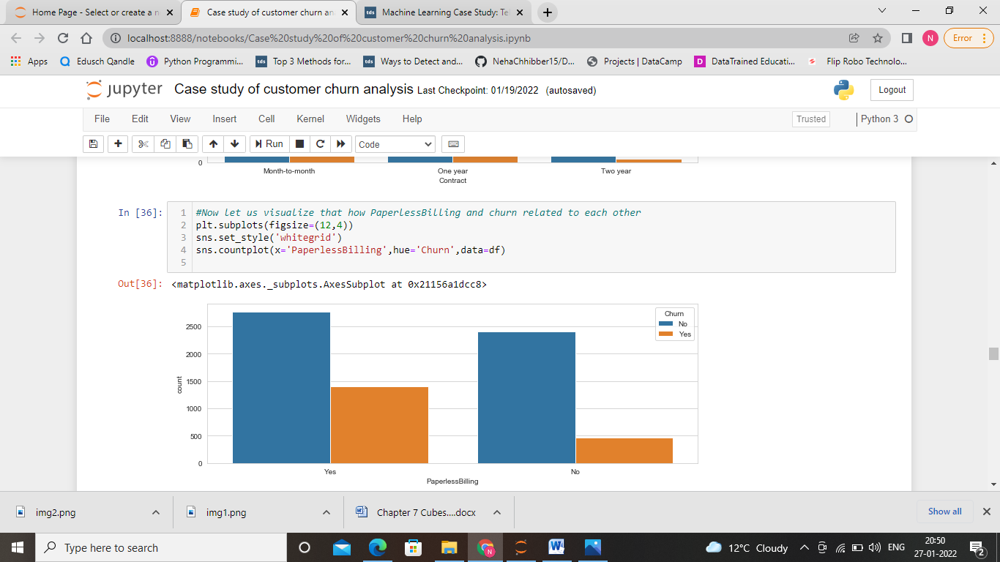 Home Page - Select or create a n
Case study of customer churn an
Machine Learning Case Study: Tel
localhost:8888/notebooks/Case%20study%20of%20customer%20churn%20analysis.ipynb
N
Error
Apps
Edusch Qandle
Python Programmi...
tds
Top 3 Methods for...
tds
Ways to Detect and...
NehaChhibber15/D...
Projects | DataCamp
D
DataTrained Educati...
Flip Robo Technolo...
jupyter
Case study of customer churn analysis Last Checkpoint: 01/19/2022 (autosaved)
Logout
File Edit View Insert Cell Kernel Widgets Help
Trusted
Python 3
Run
Code
0
Month-to-month
One year
Two year
Contract
In [36]:
1 #Now let us visualize that how PaperlessBilling and churn related to each other
2 plt.subplots(figsize=(12,4))
3 sns.set_style('whitegrid')
4 sns.countplot(x='PaperlessBilling',hue='Churn',data=df)
5
Out[36]: <matplotlib.axes._subplots.AxesSubplot at 0x21156a1dcc8>
Churn
No
Yes
2500
2000
1500
1000
500
0
count
Yes
No
PaperlessBilling
img2.png
img1.png
Chapter 7 Cubes....docx
Show all
Type here to search
12°C Cloudy
ENG
20:50
27-01-2022
2